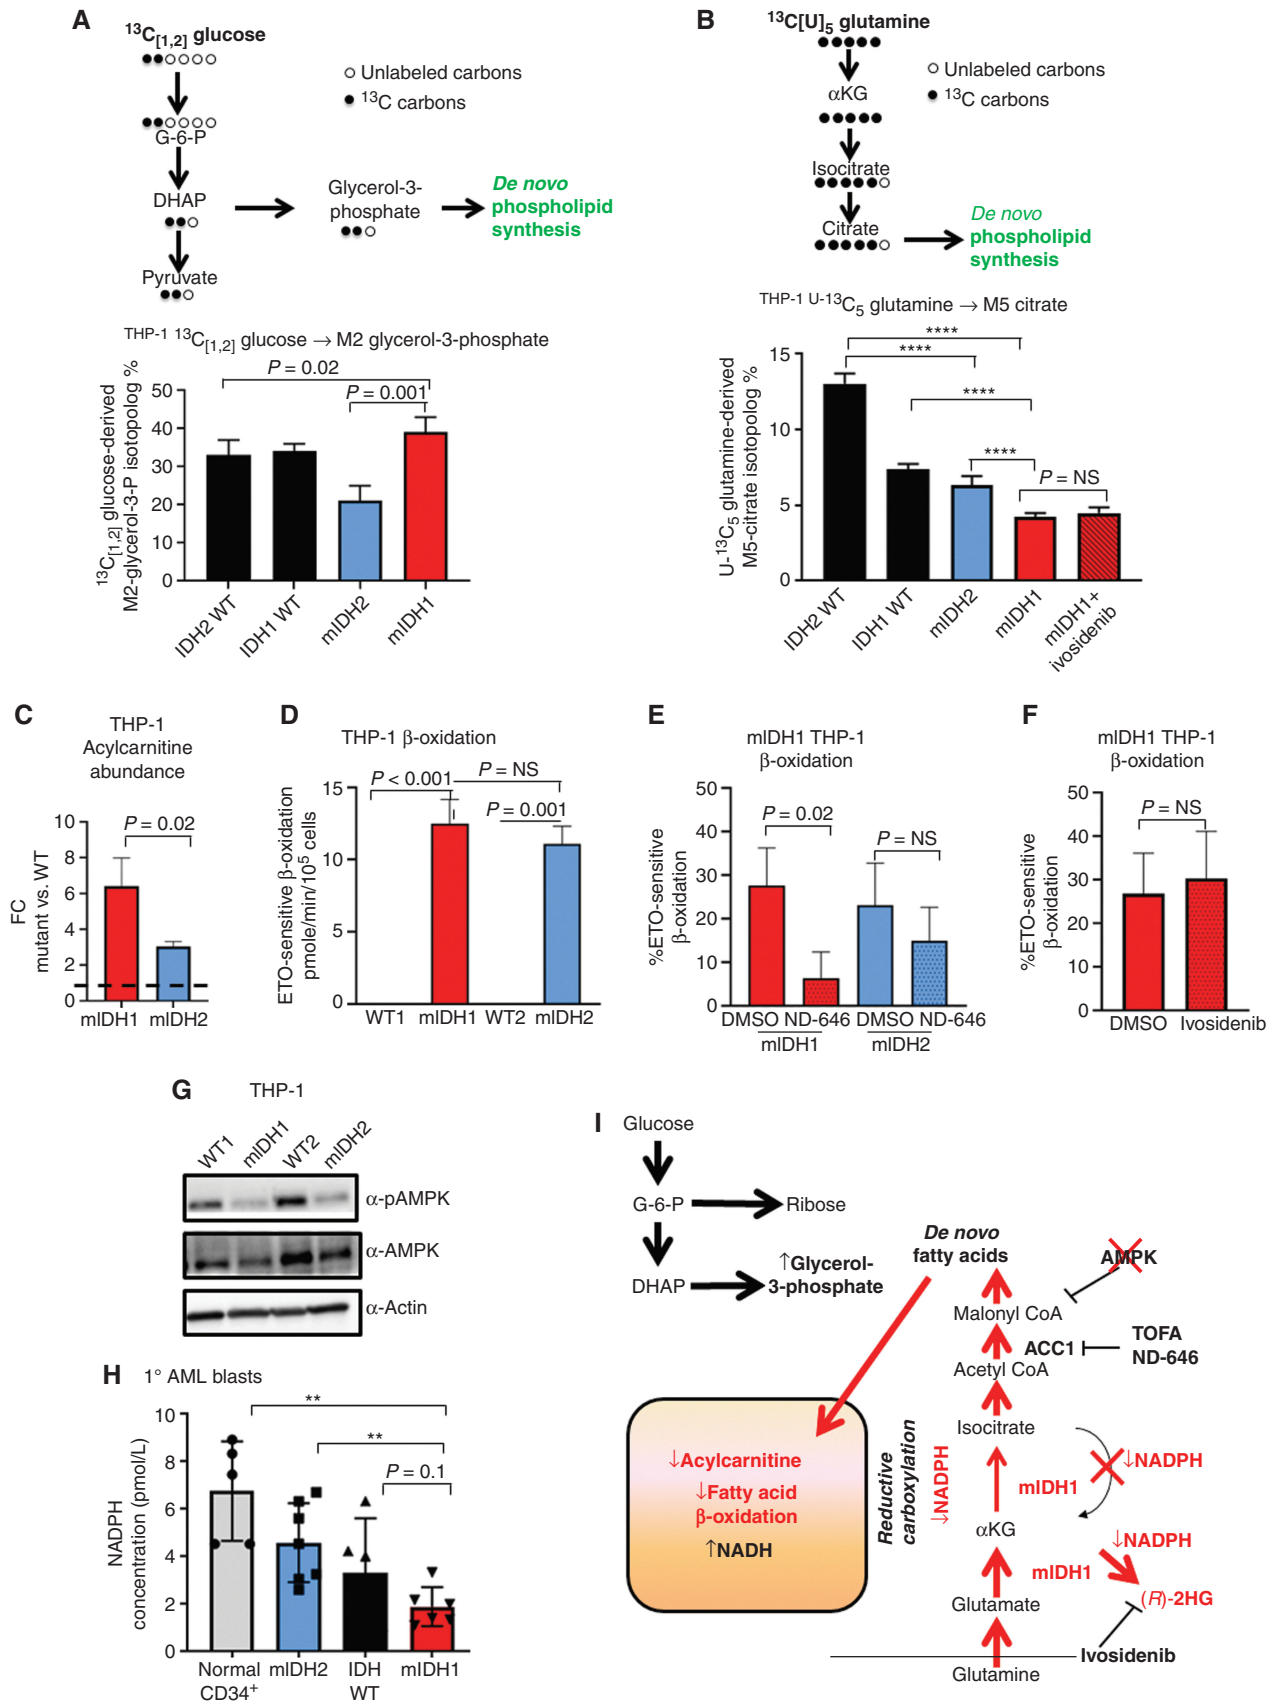 A
13C[1,2] glucose
Unlabeled carbons
13C carbons
G-6-P
DHAP
Glycerol-3-
phosphate
De novo
phospholipid
synthesis
Pyruvate
THP-1 13C[1,2] glucose → M2 glycerol-3-phosphate
P = 0.02
P = 0.001
13C[1,2] glucose-derived
M2-glycerol-3-P isotopolog %
50
40
30
20
10
0
IDH2 WT
IDH1 WT
mIDH2
mIDH1
B
13C[U]5 glutamine
Unlabeled carbons
13C carbons
αKG
Isocitrate
Citrate
De novo
phospholipid
synthesis
THP-1 U-13C5 glutamine → M5 citrate
****
****
****
****
P = NS
U-13C5 glutamine-derived
M5-citrate isotopolog %
15
10
5
0
IDH2 WT
IDH1 WT
mIDH2
mIDH1
mIDH1+
ivosidenib
C
THP-1
Acylcarnitine
abundance
P = 0.02
FC
mutant vs. WT
10
8
6
4
2
0
mIDH1 mIDH2
D
THP-1 β-oxidation
P < 0.001
P = NS
P = 0.001
ETO-sensitive β-oxidation
pmole/min/10⁵ cells
15
10
5
0
WT1 mIDH1 WT2 mIDH2
E
mIDH1 THP-1
β-oxidation
P = 0.02
P = NS
%ETO-sensitive
β-oxidation
50
40
30
20
10
0
DMSO ND-646 DMSO ND-646
mIDH1 mIDH2
F
mIDH1 THP-1
β-oxidation
P = NS
%ETO-sensitive
β-oxidation
50
40
30
20
10
0
DMSO Ivosidenib
G
THP-1
WT1
mIDH1
WT2
mIDH2
α-pAMPK
α-AMPK
α-Actin
H
1° AML blasts
**
**
P = 0.1
NADPH
concentration (pmol/L)
10
8
6
4
2
0
Normal
CD34+
mIDH2
IDH
WT
mIDH1
I
Glucose
G-6-P
Ribose
DHAP
↑Glycerol-
3-phosphate
De novo
fatty acids
AMPK
Malonyl CoA
ACC1
TOFA
ND-646
Acetyl CoA
Isocitrate
↓Acylcarnitine
↓Fatty acid
β-oxidation
↑NADH
Reductive
carboxylation
↓NADPH
mIDH1
↓NADPH
αKG
↓NADPH
mIDH1
(R)-2HG
Glutamate
Ivosidenib
Glutamine